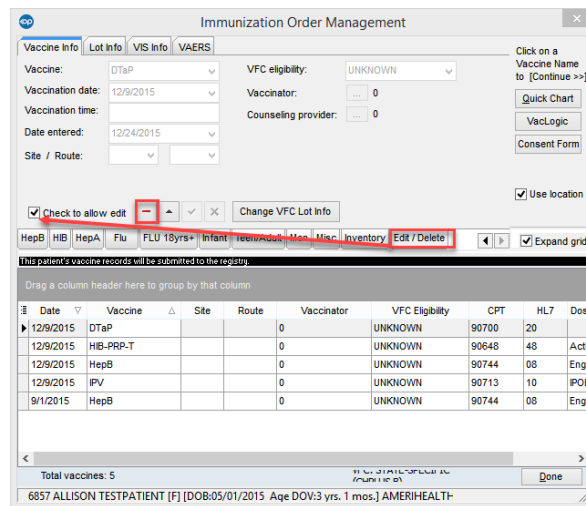 Immunization Order Management
Vaccine Info Lot Info VIS Info VAERS
Click on a
Vaccine Name
to [Continue >>]
Vaccine: DTaP VFC eligibility: UNKNOWN
Vaccination date: 12/9/2015 Vaccinator: ... 0
Quick Chart
Vaccination time: Counseling provider: ... 0
VacLogic
Date entered: 12/24/2015
Consent Form
Site / Route:
Use location
Check to allow edit Change VFC Lot Info
HepB HIB HepA Flu FLU 18yrs+ Infant Teen/Adult Men Misc Inventory Edit / Delete Expand grid
This patient's vaccine records will be submitted to the registry.
Drag a column header here to group by that column
Date Vaccine Site Route Vaccinator VFC Eligibility CPT HL7 Dos
12/9/2015 DTaP 0 UNKNOWN 90700 20
12/9/2015 HIB-PRP-T 0 UNKNOWN 90648 48 Act
12/9/2015 HepB 0 UNKNOWN 90744 08 Eng
12/9/2015 IPV 0 UNKNOWN 90713 10 IPOI
9/1/2015 HepB 0 UNKNOWN 90744 08 Eng
Total vaccines: 5 Done
6857 ALLISON TESTPATIENT [F] [DOB:05/01/2015 Age DOV:3 yrs. 1 mos.] AMERIHEALTH